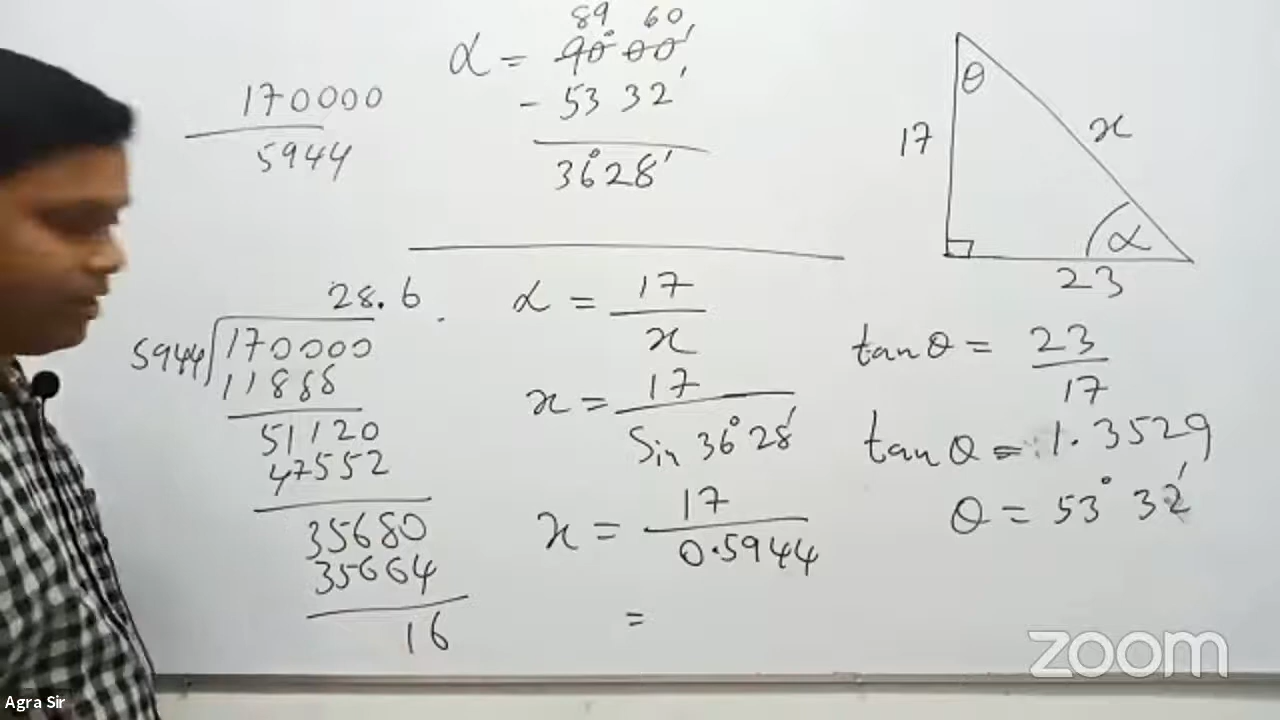 89 60
α = 90° 00'
- 53 32'
36° 28'
170000
5944
θ
17
x
α
23
28.6
5944 170000
11888
51120
47552
35680
35664
16
α = 17
x
x = 17
Sin 36° 28'
x = 17
0.5944
=
tan θ = 23
17
tan θ = 1.3529
θ = 53° 32'
zoom
Agra Sir